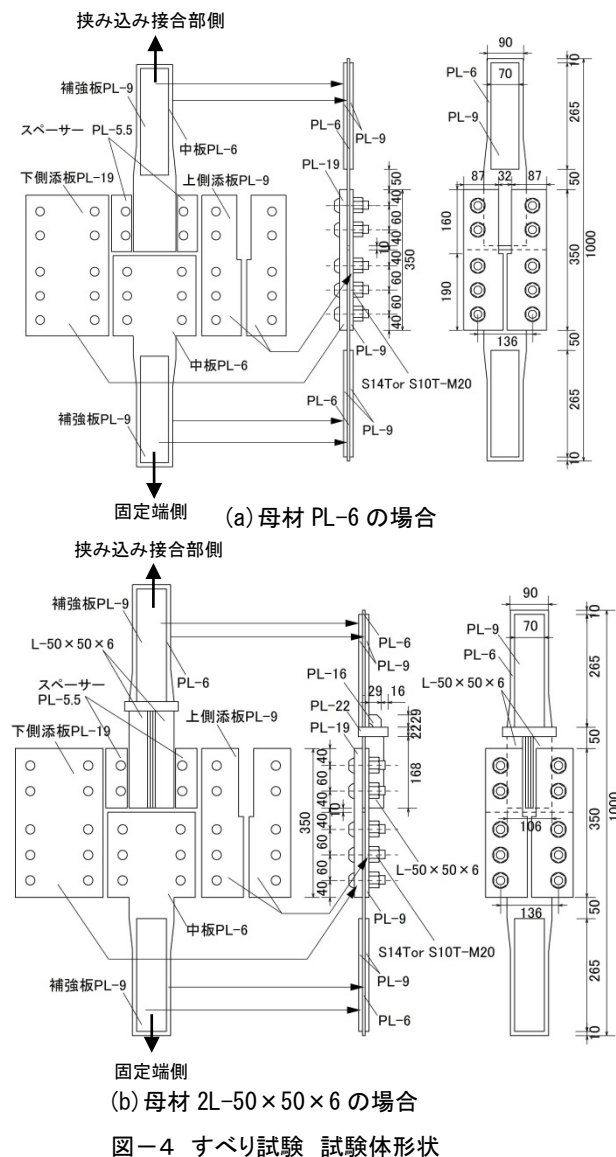 挟み込み接合部側
補強板PL-9
スペーサー PL-5.5
中板PL-6
下側添板PL-19
上側添板PL-9
中板PL-6
補強板PL-9
固定端側
PL-6
PL-9
PL-19
50
40
60
40
10
40
60
60
40
350
PL-9
S14Tor S10T-M20
PL-6
PL-9
90
70
PL-6
PL-9
87
32
87
160
190
136
10
265
50
350
50
265
10
1000
(a)母材 PL-6 の場合
挟み込み接合部側
補強板PL-9
L-50×50×6
PL-6
スペーサー
PL-5.5
下側添板PL-19
上側添板PL-9
中板PL-6
補強板PL-9
固定端側
PL-6
PL-9
PL-16
29
16
PL-22
PL-19
22
29
168
40
60
40
10
40
60
60
40
350
L-50×50×6
PL-9
S14Tor S10T-M20
PL-9
PL-6
90
70
PL-9
PL-6
L-50×50×6
106
136
10
265
50
350
50
265
10
1000
(b)母材 2L-50×50×6 の場合
図-4 すべり試験 試験体形状